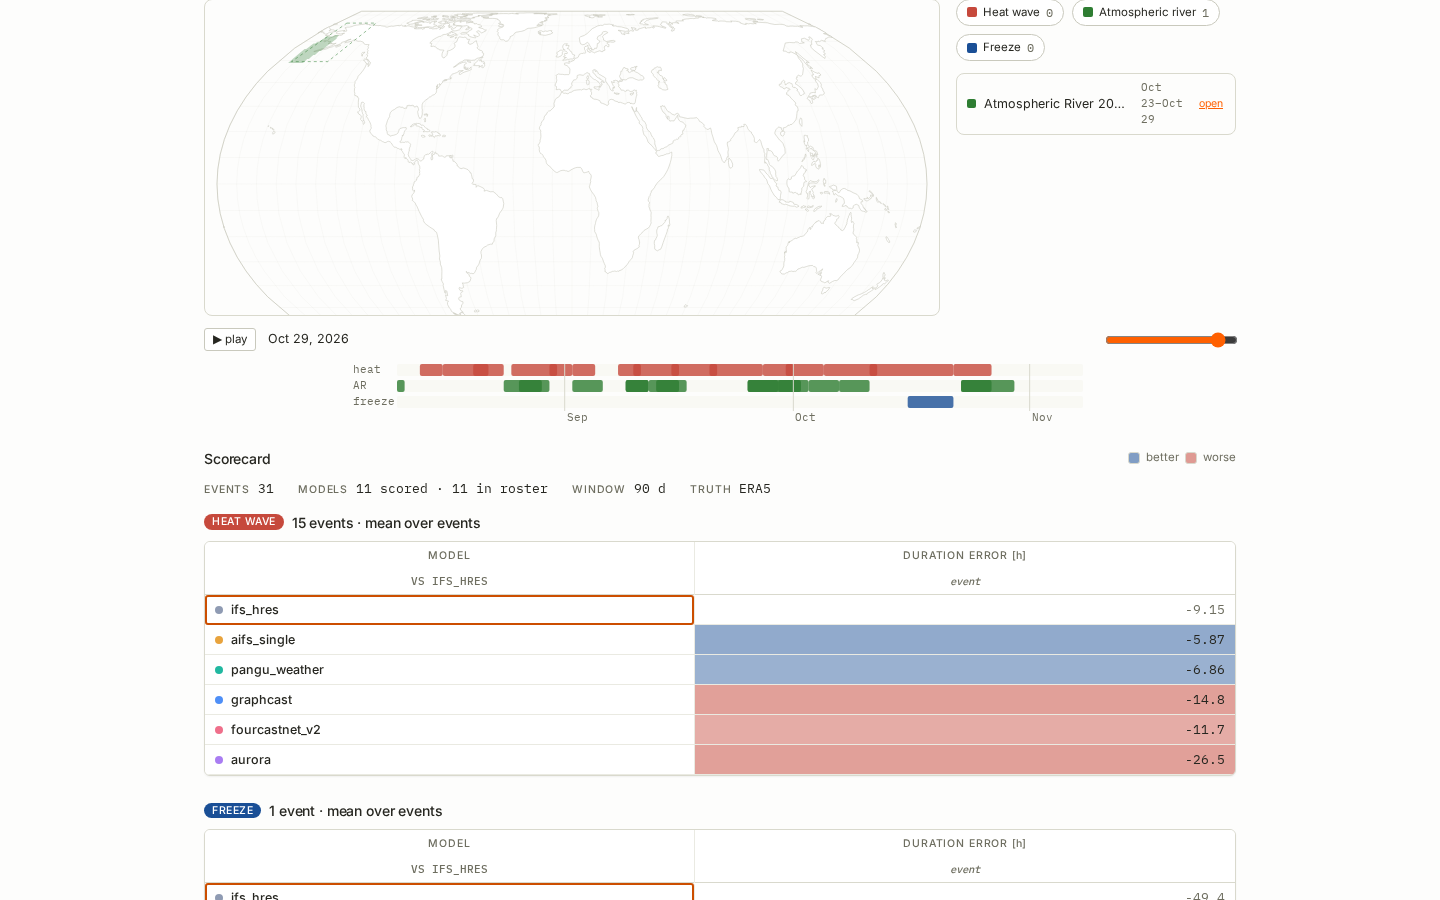 Heat wave 0
Atmospheric river 1
Freeze 0
Atmospheric River 20...
Oct 23–Oct 29
open
▶ play
Oct 29, 2026
heat
AR
freeze
Sep
Oct
Nov
Scorecard
better
worse
EVENTS 31 MODELS 11 scored · 11 in roster WINDOW 90 d TRUTH ERA5
HEAT WAVE 15 events · mean over events
MODEL DURATION ERROR [h]
VS IFS_HRES event
ifs_hres -9.15
aifs_single -5.87
pangu_weather -6.86
graphcast -14.8
fourcastnet_v2 -11.7
aurora -26.5
FREEZE 1 event · mean over events
MODEL DURATION ERROR [h]
VS IFS_HRES event
ifs_hres -49.4